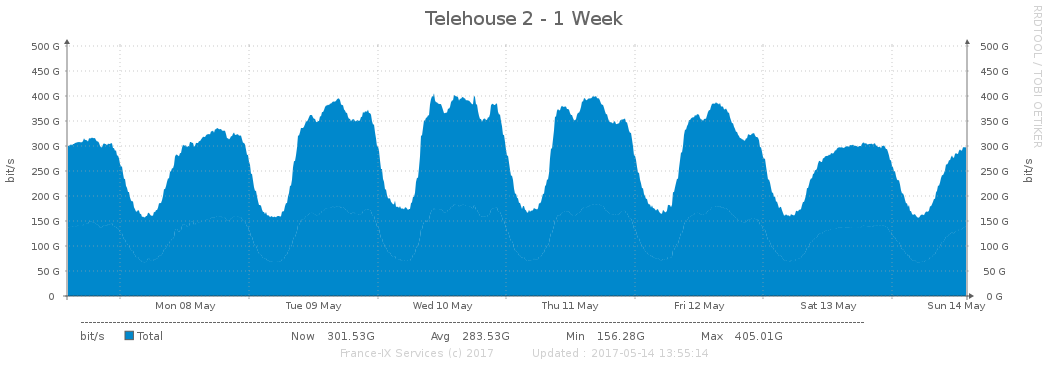 Telehouse 2 - 1 Week
RRDTOOL / TOBI OETIKER
500 G 500 G
450 G 450 G
400 G 400 G
350 G 350 G
300 G 300 G
250 G 250 G
200 G 200 G
150 G 150 G
100 G 100 G
50 G 50 G
0 0 G
bit/s
bit/s
Mon 08 May Tue 09 May Wed 10 May Thu 11 May Fri 12 May Sat 13 May Sun 14 May
bit/s Total Now 301.53G Avg 283.53G Min 156.28G Max 405.01G
France-IX Services (c) 2017 Updated : 2017-05-14 13:55:14